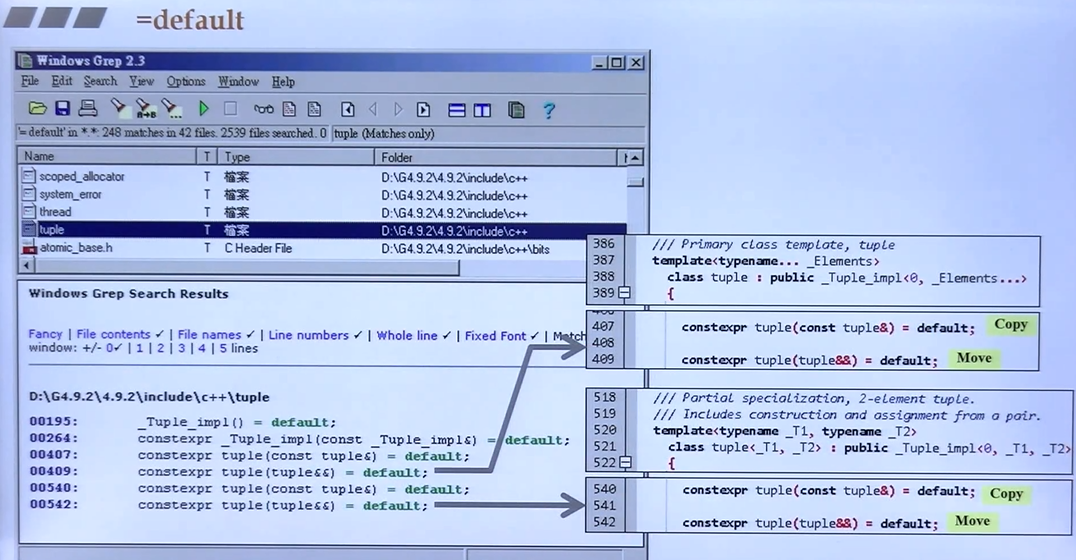 =default
Windows Grep 2.3
File Edit Search View Options Window Help
'= default' in *.*: 248 matches in 42 files. 2539 files searched. 0 tuple (Matches only)
Name T Type Folder
scoped_allocator T 檔案 D:\G4.9.2\4.9.2\include\c++
system_error T 檔案 D:\G4.9.2\4.9.2\include\c++
thread T 檔案 D:\G4.9.2\4.9.2\include\c++
tuple T 檔案 D:\G4.9.2\4.9.2\include\c++
atomic_base.h T C Header File D:\G4.9.2\4.9.2\include\c++\bits
Windows Grep Search Results
Fancy | File contents ✓ | File names ✓ | Line numbers ✓ | Whole line ✓ | Fixed Font ✓ | Match
window: +/- 0✓ | 1 | 2 | 3 | 4 | 5 lines
D:\G4.9.2\4.9.2\include\c++\tuple
00195: _Tuple_impl() = default;
00264: constexpr _Tuple_impl(const _Tuple_impl&) = default;
00407: constexpr tuple(const tuple&) = default;
00409: constexpr tuple(tuple&&) = default;
00540: constexpr tuple(const tuple&) = default;
00542: constexpr tuple(tuple&&) = default;
386 /// Primary class template, tuple
387 template<typename... _Elements>
388 class tuple : public _Tuple_impl<0, _Elements...>
389 {
407 constexpr tuple(const tuple&) = default; Copy
408
409 constexpr tuple(tuple&&) = default; Move
518 /// Partial specialization, 2-element tuple.
519 /// Includes construction and assignment from a pair.
520 template<typename _T1, typename _T2>
521 class tuple<_T1, _T2> : public _Tuple_impl<0, _T1, _T2>
522 {
540 constexpr tuple(const tuple&) = default; Copy
541
542 constexpr tuple(tuple&&) = default; Move